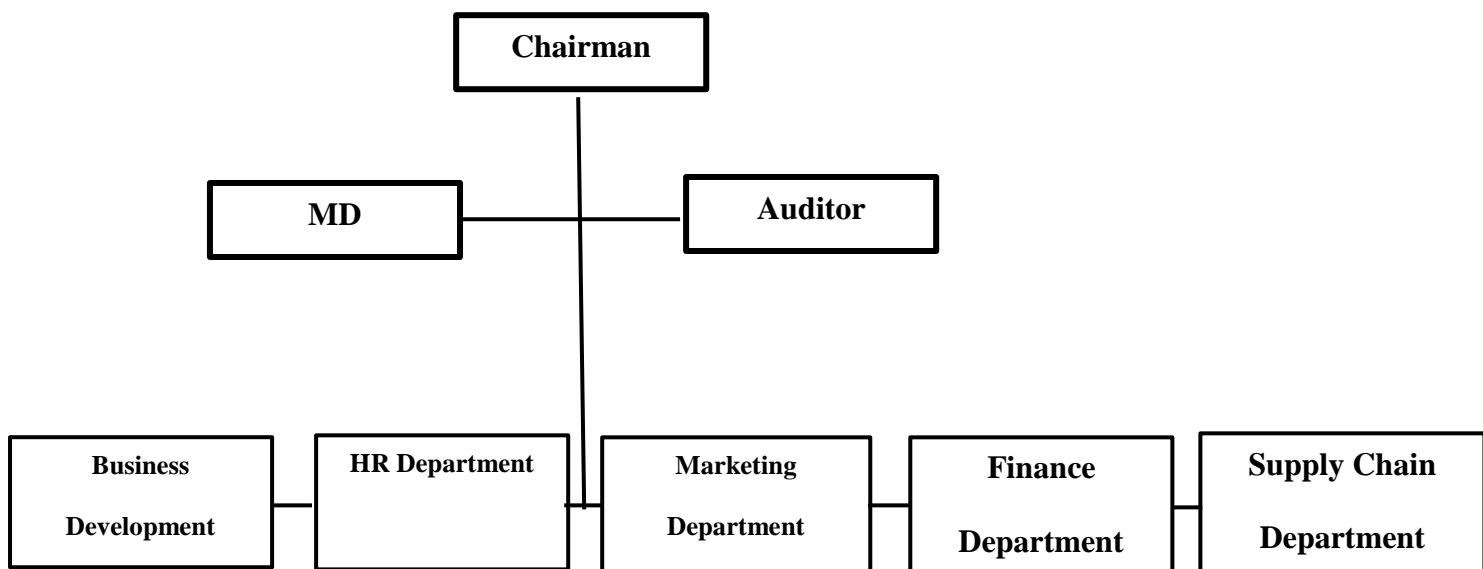 Chairman
MD
Auditor
Business
Development
HR Department
Marketing
Department
Finance
Department
Supply Chain
Department